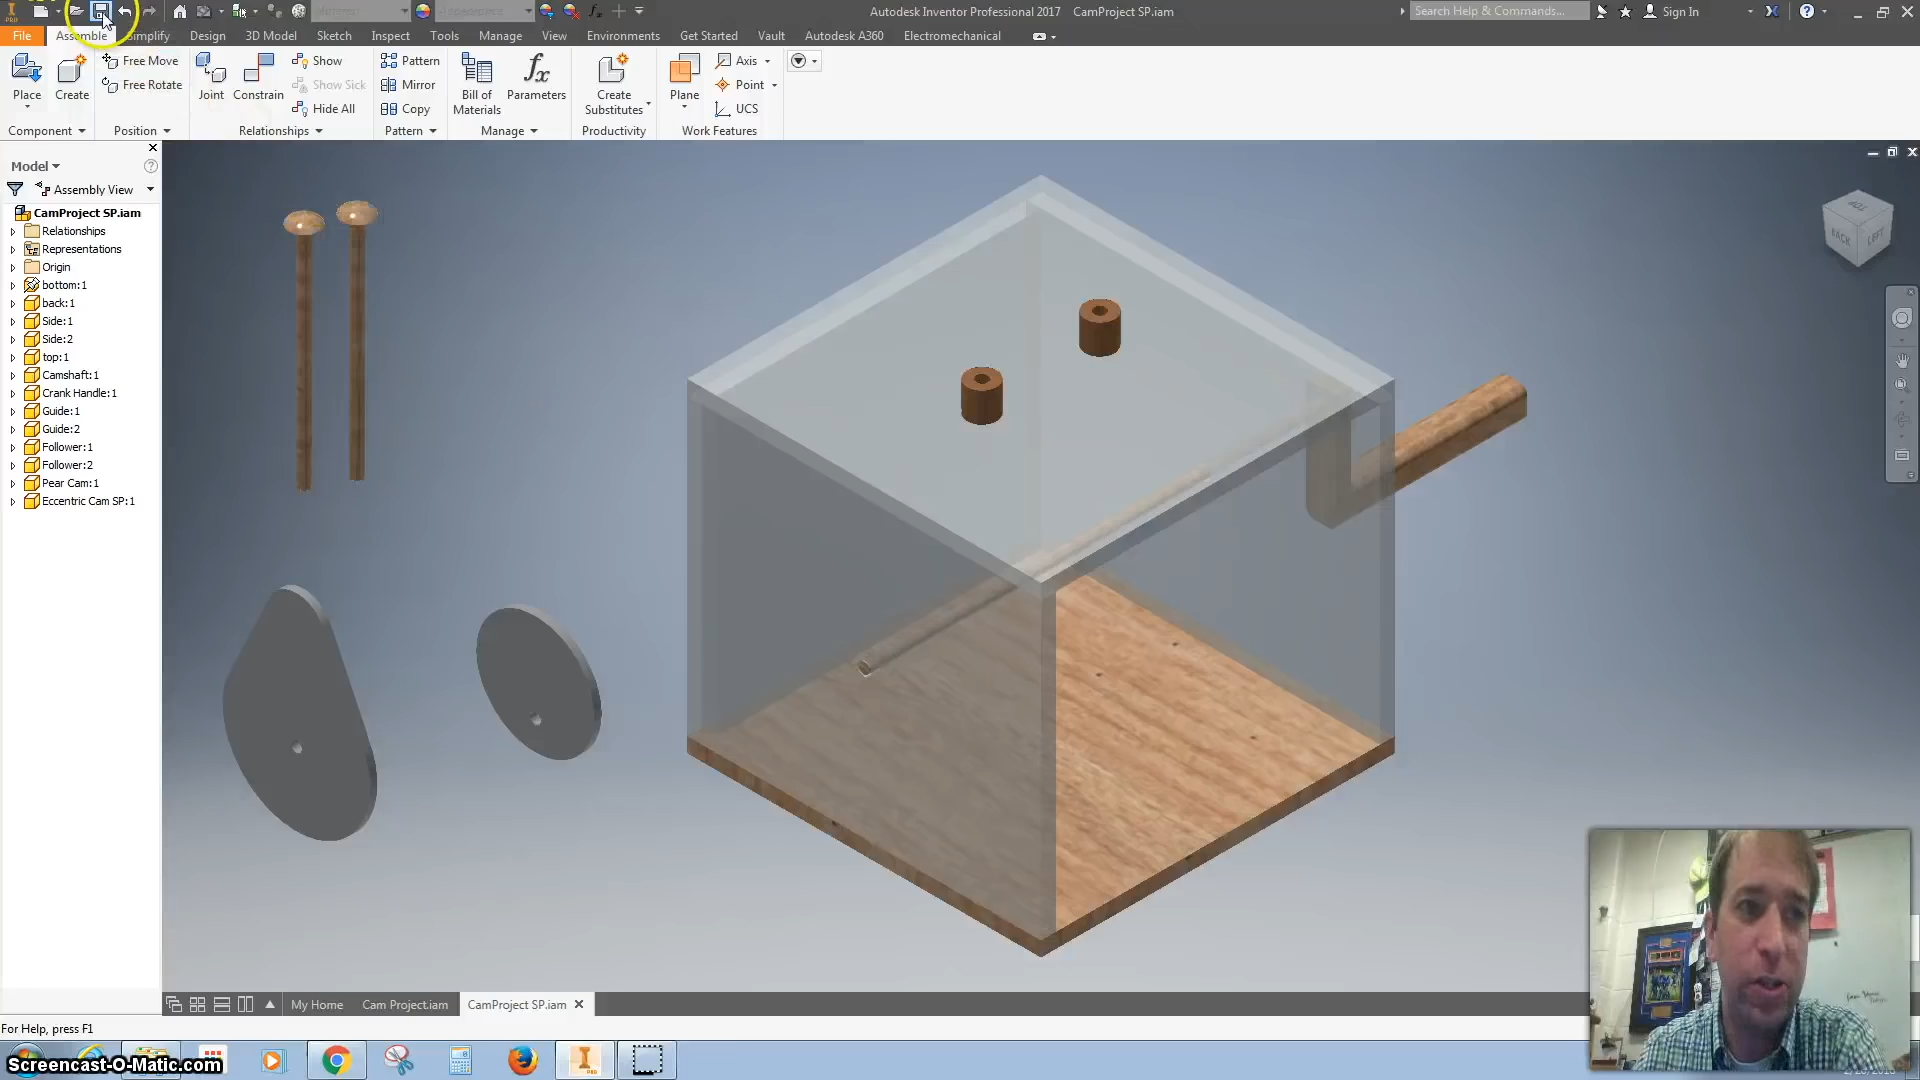 Autodesk Inventor Professional 2017 CamProject SP.iam
Search Help & Commands...
Sign In
File
Assemble
Simplify
Design
3D Model
Sketch
Inspect
Tools
Manage
View
Environments
Get Started
Vault
Autodesk A360
Electromechanical
Place
Create
Free Move
Free Rotate
Joint
Constrain
Show
Show Sick
Hide All
Pattern
Mirror
Copy
Bill of
Materials
Parameters
Create
Substitutes
Plane
Axis
Point
UCS
Component
Position
Relationships
Pattern
Manage
Productivity
Work Features
Model
Assembly View
CamProject SP.iam
Relationships
Representations
Origin
bottom:1
back:1
Side:1
Side:2
top:1
Camshaft:1
Crank Handle:1
Guide:1
Guide:2
Follower:1
Follower:2
Pear Cam:1
Eccentric Cam SP:1
TOP
BACK
LEFT
My Home
Cam Project.iam
CamProject SP.iam
For Help, press F1
Screencast-O-Matic.com